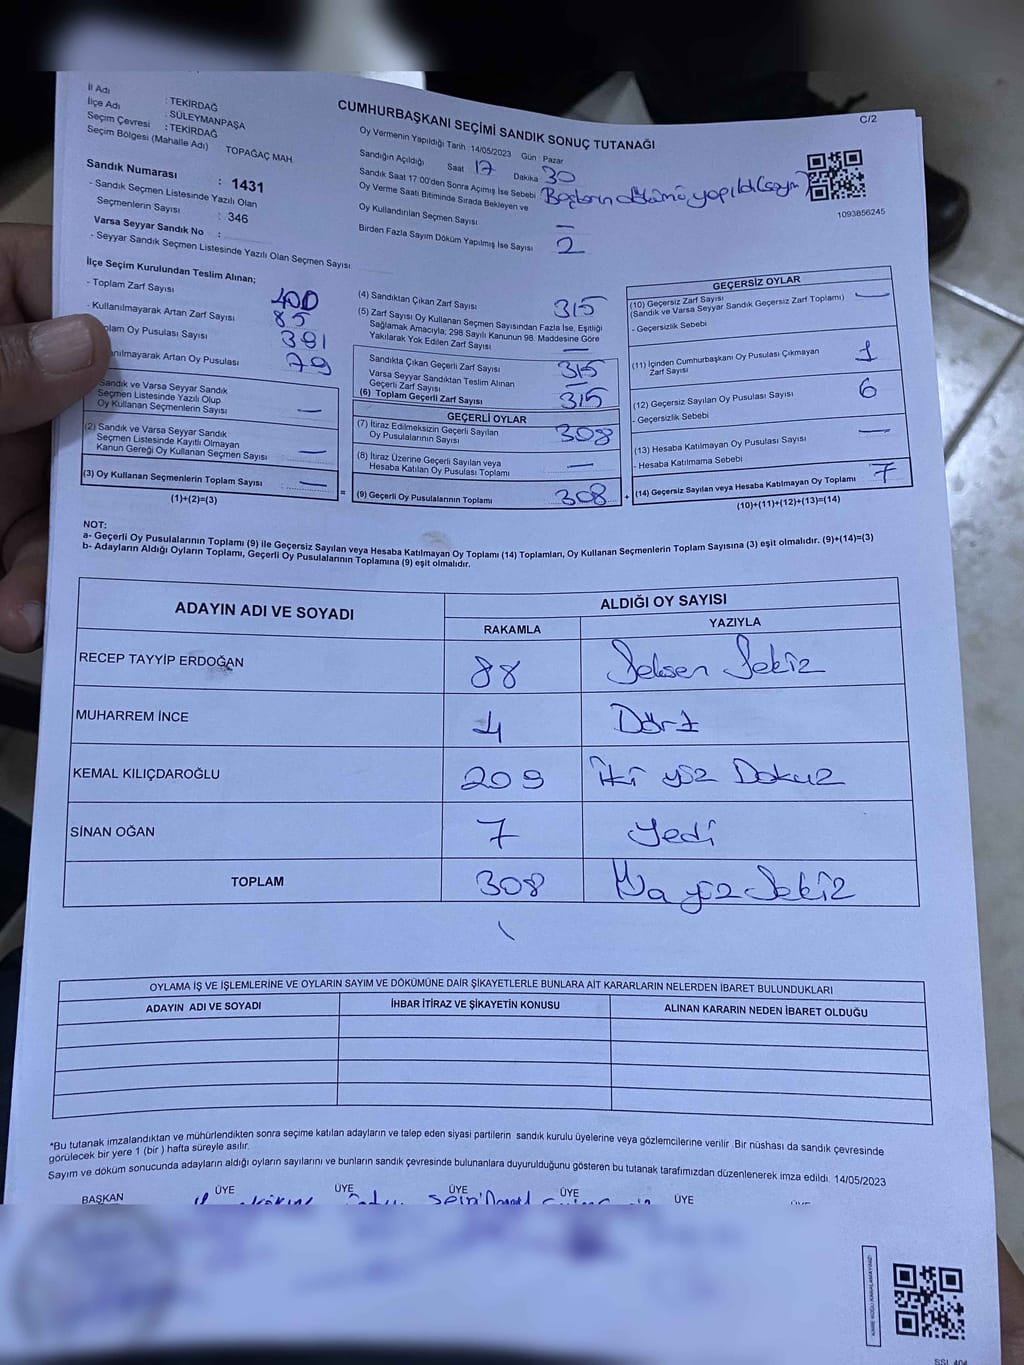 CUMHURBAŞKANI SEÇİMİ SANDIK SONUÇ TUTANAĞI
C/2
İl Adı : TEKİRDAĞ
İlçe Adı : SÜLEYMANPAŞA
Seçim Çevresi : TEKİRDAĞ
Seçim Bölgesi (Mahalle Adı) TOPAĞAÇ MAH.
Sandık Numarası : 1431
- Sandık Seçmen Listesinde Yazılı Olan
Seçmenlerin Sayısı : 346
Varsa Seyyar Sandık No :
- Seyyar Sandık Seçmen Listesinde Yazılı Olan Seçmen Sayısı
Oy Vermenin Yapıldığı Tarih :14/05/2023 Gün Pazar
Sandığın Açıldığı Saat 17 Dakika 30
Sandık Saat 17:00'den Sonra Açımış İse Sebebi
Oy Verme Saati Bitiminde Sırada Bekleyen ve
Oy Kullandırılan Seçmen Sayısı —
Birden Fazla Sayım Döküm Yapılmış İse Sayısı 2
1093856245
İlçe Seçim Kurulundan Teslim Alınan;
- Toplam Zarf Sayısı 400
- Kullanılmayarak Artan Zarf Sayısı 85
Oy Pusulası Sayısı 381
Artan Oy Pusulası 79
Sandık ve Varsa Seyyar Sandık
Seçmen Listesinde Yazılı Olup
Oy Kullanan Seçmenlerin Sayısı —
(2) Sandık ve Varsa Seyyar Sandık
Seçmen Listesinde Kayıtlı Olmayan
Kanun Gereği Oy Kullanan Seçmen Sayısı —
(3) Oy Kullanan Seçmenlerin Toplam Sayısı —
(1)+(2)=(3)
=
(4) Sandıktan Çıkan Zarf Sayısı 315
(5) Zarf Sayısı Oy Kullanan Seçmen Sayısından Fazla İse, Eşitliği
Sağlamak Amacıyla; 298 Sayılı Kanunun 98. Maddesine Göre
Yakılarak Yok Edilen Zarf Sayısı —
Sandıkta Çıkan Geçerli Zarf Sayısı 315
Varsa Seyyar Sandıktan Teslim Alınan
Geçerli Zarf Sayısı —
(6) Toplam Geçerli Zarf Sayısı 315
GEÇERLİ OYLAR
(7) İtiraz Edilmeksizin Geçerli Sayılan
Oy Pusulalarının Sayısı 308
(8) İtiraz Üzerine Geçerli Sayılan veya
Hesaba Katılan Oy Pusulası Toplamı —
(9) Geçerli Oy Pusulalarının Toplamı 308
+
GEÇERSİZ OYLAR
(10) Geçersiz Zarf Sayısı
(Sandık ve Varsa Seyyar Sandık Geçersiz Zarf Toplamı) —
- Geçersizlik Sebebi
(11) İçinden Cumhurbaşkanı Oy Pusulası Çıkmayan
Zarf Sayısı 1
(12) Geçersiz Sayılan Oy Pusulası Sayısı 6
- Geçersizlik Sebebi
(13) Hesaba Katılmayan Oy Pusulası Sayısı —
- Hesaba Katılmama Sebebi
(14) Geçersiz Sayılan veya Hesaba Katılmayan Oy Toplamı 7
(10)+(11)+(12)+(13)=(14)
NOT:
a- Geçerli Oy Pusulalarının Toplamı (9) ile Geçersiz Sayılan veya Hesaba Katılmayan Oy Toplamı (14) Toplamları, Oy Kullanan Seçmenlerin Toplam Sayısına (3) eşit olmalıdır. (9)+(14)=(3)
b- Adayların Aldığı Oyların Toplamı, Geçerli Oy Pusulalarının Toplamına (9) eşit olmalıdır.
ADAYIN ADI VE SOYADI ALDIĞI OY SAYISI
RAKAMLA YAZIYLA
RECEP TAYYİP ERDOĞAN 88 Seksen Sekiz
MUHARREM İNCE 4 Dört
KEMAL KILIÇDAROĞLU 209 İki yüz Dokuz
SİNAN OĞAN 7 Yedi
TOPLAM 308 yüz Sekiz
OYLAMA İŞ VE İŞLEMLERİNE VE OYLARIN SAYIM VE DÖKÜMÜNE DAİR ŞİKAYETLERLE BUNLARA AİT KARARLARIN NELERDEN İBARET BULUNDUKLARI
ADAYIN ADI VE SOYADI İHBAR İTİRAZ VE ŞİKAYETİN KONUSU ALINAN KARARIN NEDEN İBARET OLDUĞU
*Bu tutanak imzalandıktan ve mühürlendikten sonra seçime katılan adayların ve talep eden siyasi partilerin sandık kurulu üyelerine veya gözlemcilerine verilir. Bir nüshası da sandık çevresinde
görülecek bir yere 1 (bir) hafta süreyle asılır.
Sayım ve döküm sonucunda adayların aldığı oyların sayılarını ve bunların sandık çevresinde bulunanlara duyurulduğunu gösteren bu tutanak tarafımızdan düzenlenerek imza edildi. 14/05/2023
BAŞKAN ÜYE ÜYE ÜYE ÜYE ÜYE